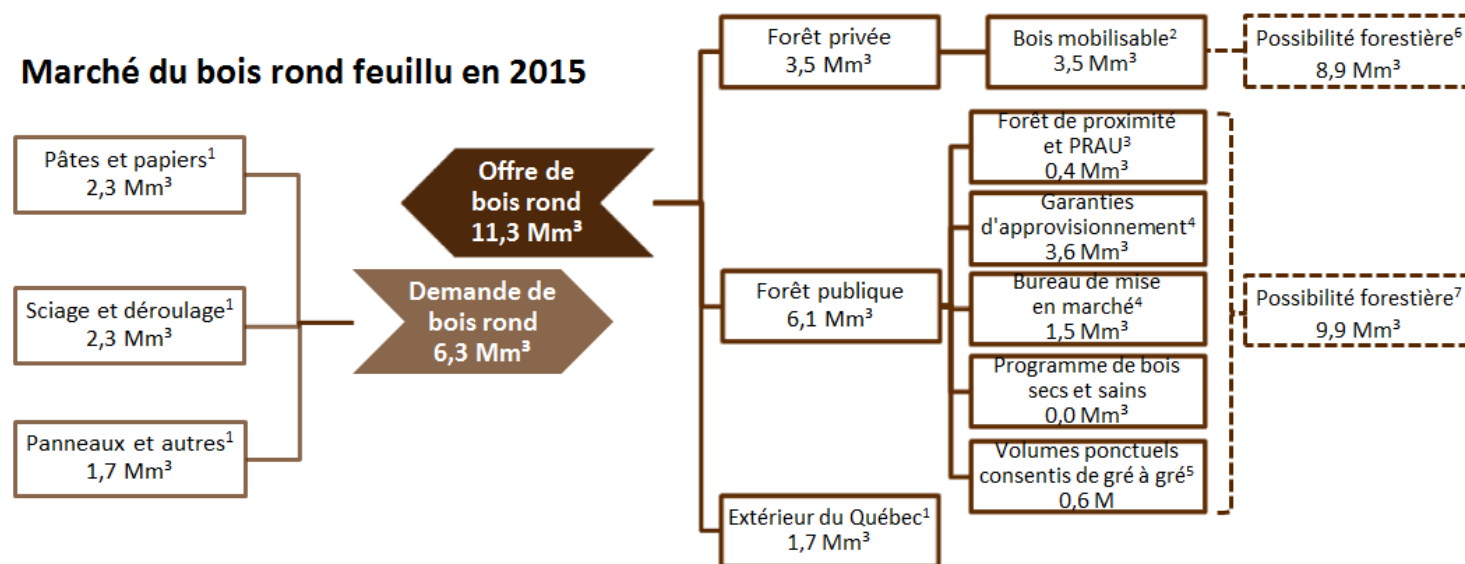 Marché du bois rond feuillu en 2015
Pâtes et papiers¹
2,3 Mm³
Sciage et déroulage¹
2,3 Mm³
Panneaux et autres¹
1,7 Mm³
Offre de
bois rond
11,3 Mm³
Demande de
bois rond
6,3 Mm³
Forêt privée
3,5 Mm³
Bois mobilisable²
3,5 Mm³
Possibilité forestière⁶
8,9 Mm³
Forêt publique
6,1 Mm³
Forêt de proximité
et PRAU³
0,4 Mm³
Garanties
d'approvisionnement⁴
3,6 Mm³
Bureau de mise
en marché⁴
1,5 Mm³
Programme de bois
secs et sains
0,0 Mm³
Volumes ponctuels
consentis de gré à gré⁵
0,6 M
Possibilité forestière⁷
9,9 Mm³
Extérieur du Québec¹
1,7 Mm³